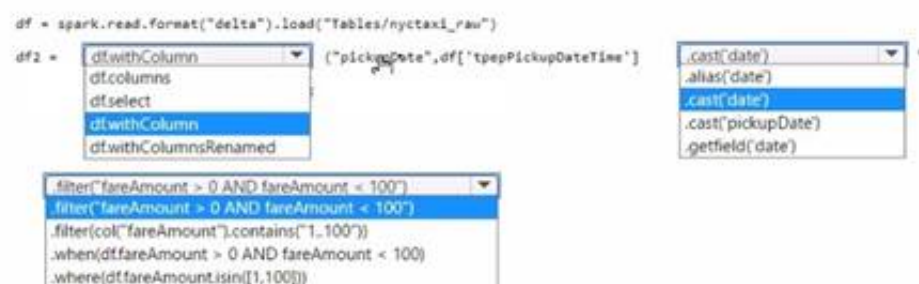 df = spark.read.format("delta").load("Tables/nyctaxi_raw")
df2 = df.withColumn ("pickupDate",df['tpepPickupDateTime'] .cast('date')
df.columns
df.select
df.withColumn
df.withColumnsRenamed
.alias('date')
.cast('date')
.cast('pickupDate')
.getfield('date')
.filter("fareAmount > 0 AND fareAmount < 100")
.filter("fareAmount > 0 AND fareAmount < 100")
.filter(col("fareAmount").contains("1..100"))
.when(df.fareAmount > 0 AND fareAmount < 100)
.where(df.fareAmount.isin([1,100]))